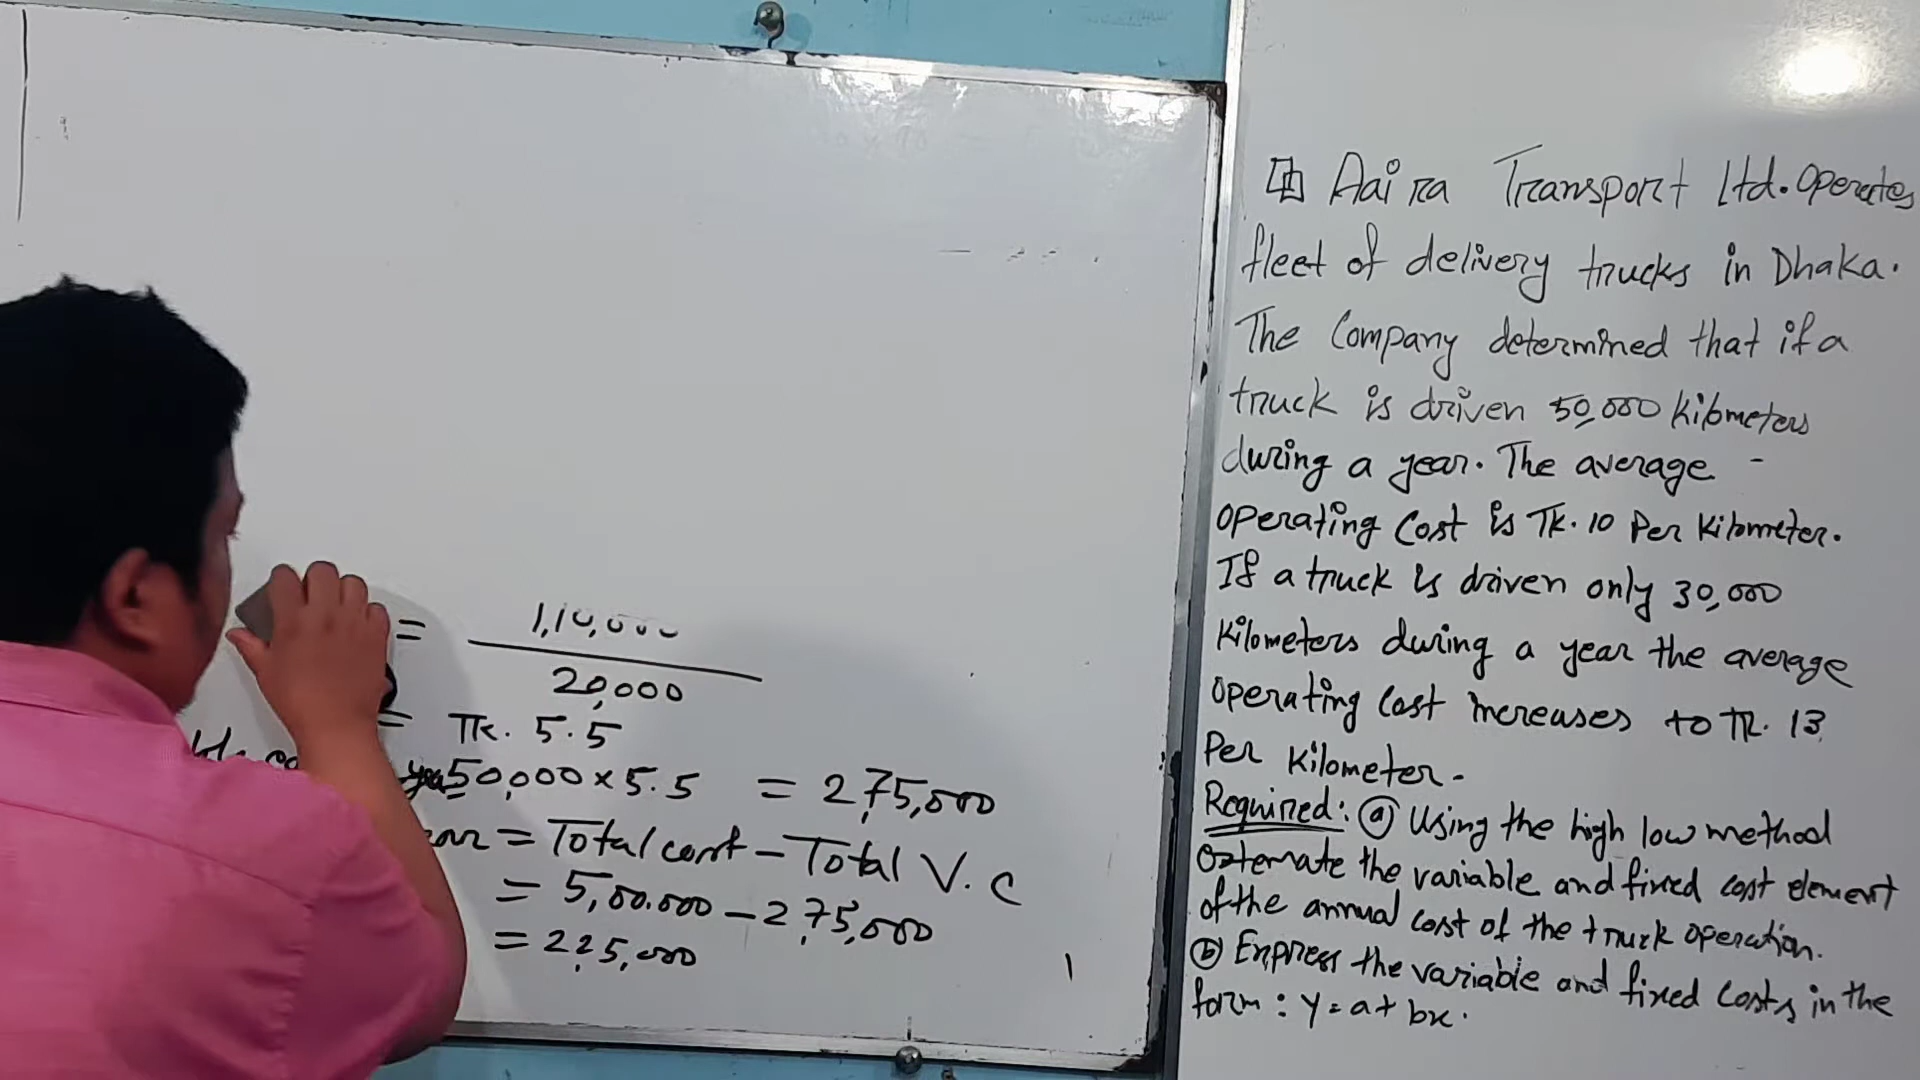 = 1,10,000
20,000
= Tk. 5.5
50,000 × 5.5 = 2,75,000
= Total cost - Total V. C
= 5,00.000 - 2,75,000
= 2,25,000
Aaira Transport Ltd. Operates
fleet of delivery trucks in Dhaka.
The Company determined that if a
truck is driven 50,000 kilometers
during a year. The average -
operating Cost is Tk. 10 Per Kilometer.
If a truck is driven only 30,000
Kilometers during a year the average
operating Cost increases to TK. 13
Per Kilometer.
Required: (a) Using the high low method
the variable and fixed cost element
of the annual cost of the truck operation.
(b) Express the variable and fixed Costs in the
form: y = a + bx.